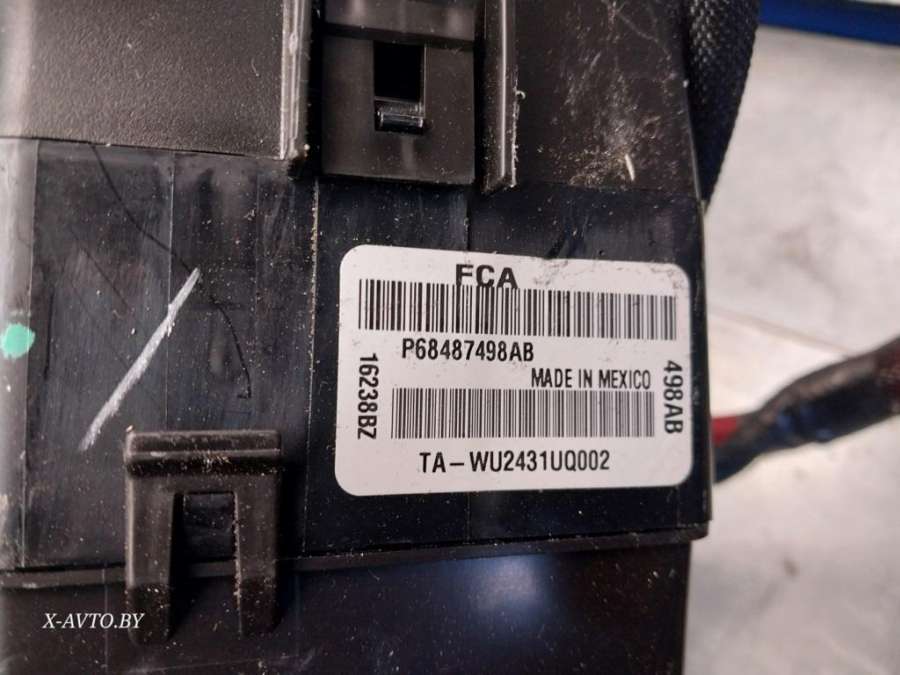 FCA
P68487498AB
MADE IN MEXICO
16238BZ
498AB
TA-WU2431UQ002
X-AVTO.BY